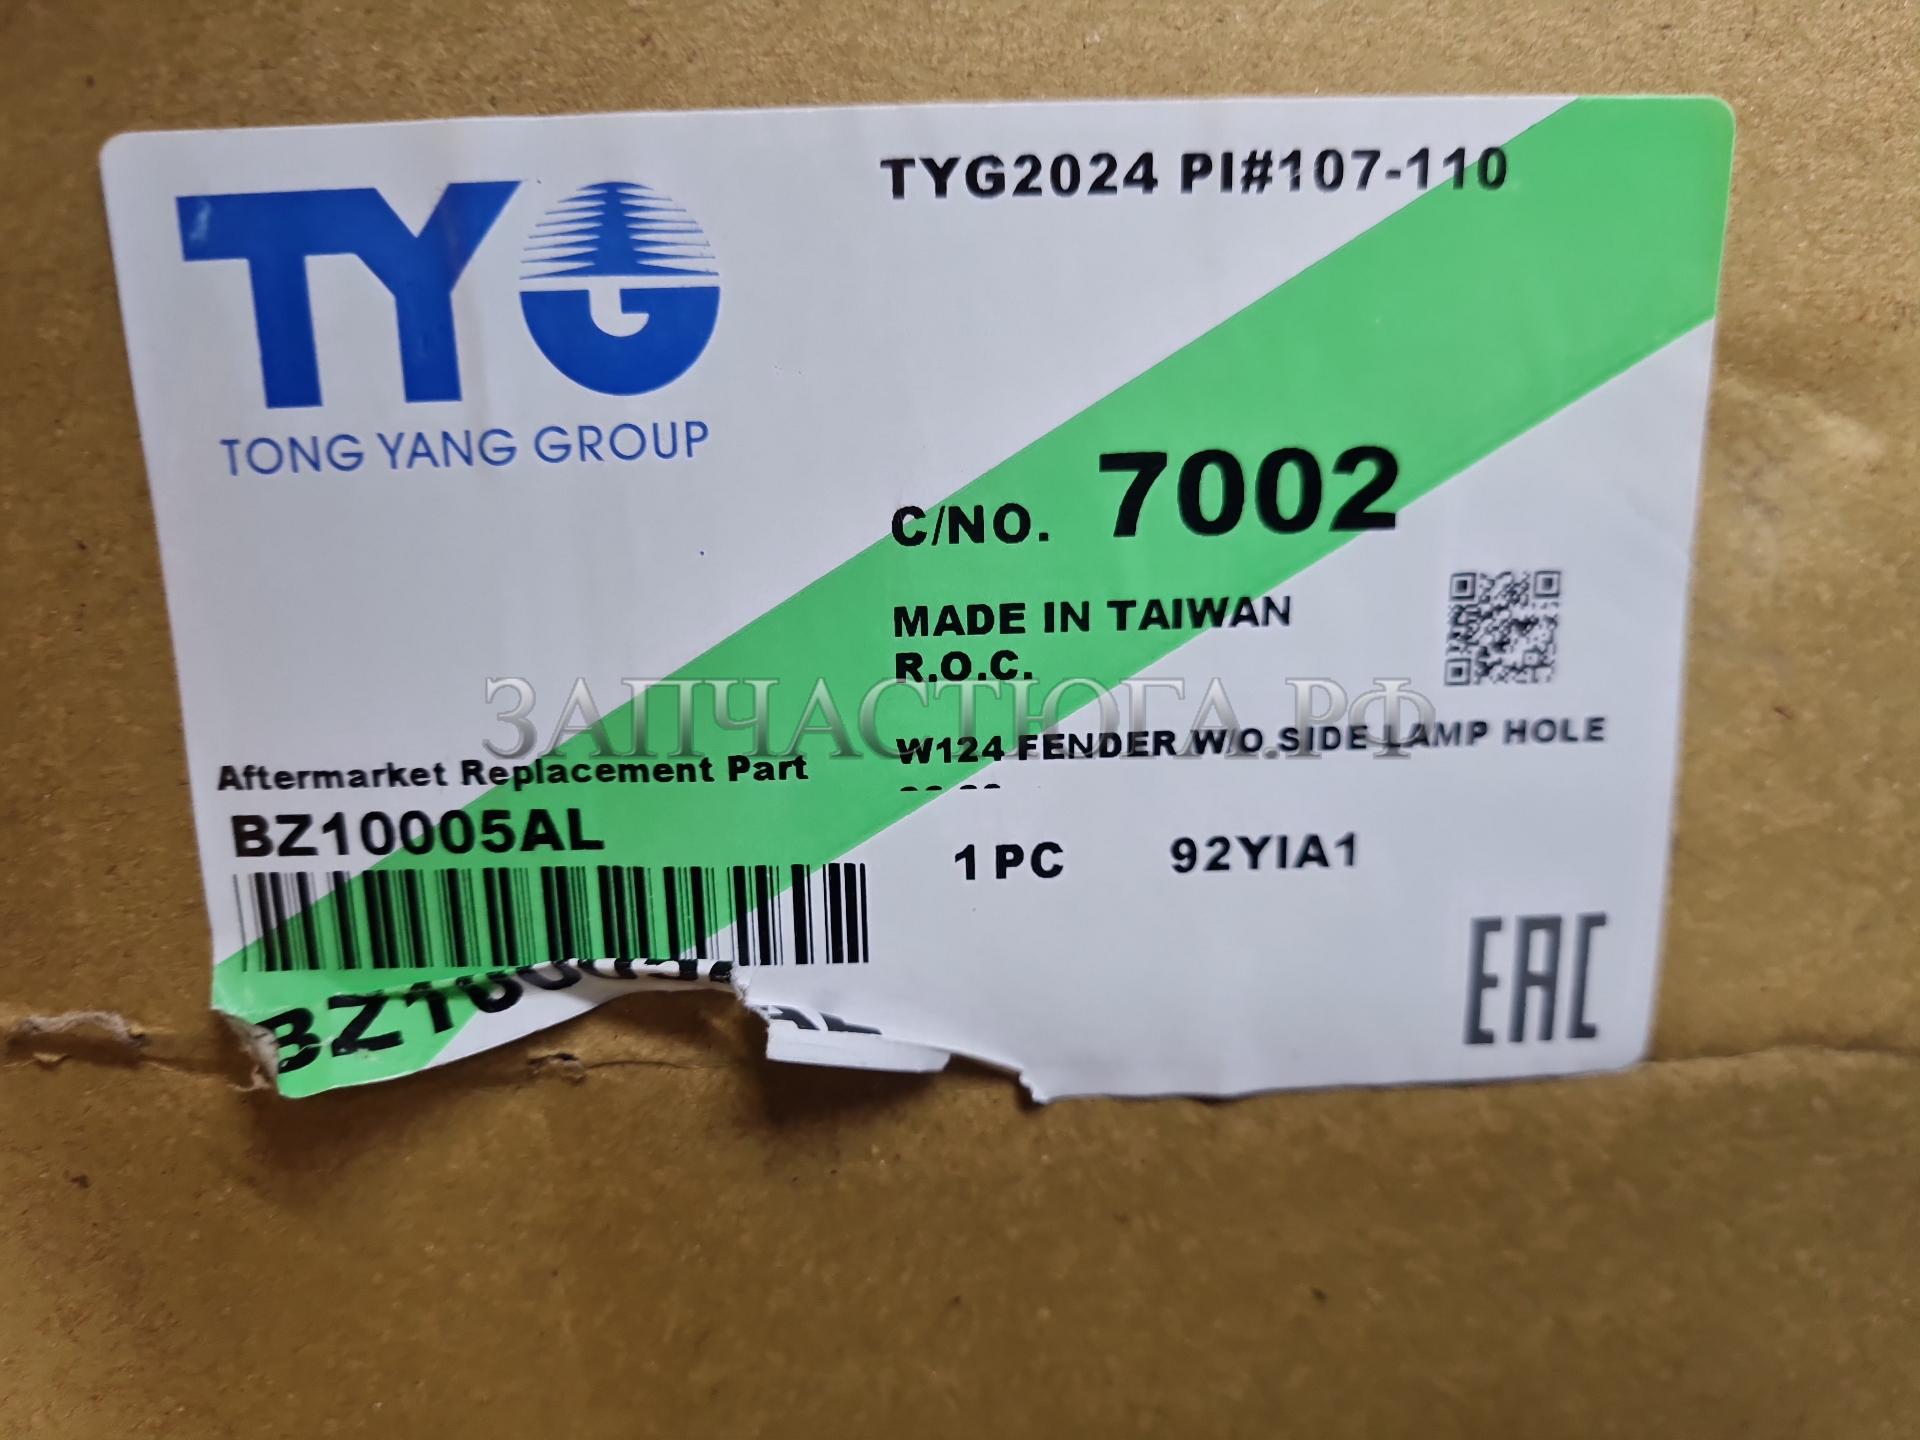 TYG
TONG YANG GROUP
TYG2024 PI#107-110
C/NO. 7002
MADE IN TAIWAN
R.O.C.
W124 FENDER W/O SIDE LAMP HOLE
ЗАПЧАСТЮГА.РФ
Aftermarket Replacement Part
BZ10005AL
1 PC 92YIA1
BZ10005AL
EAC